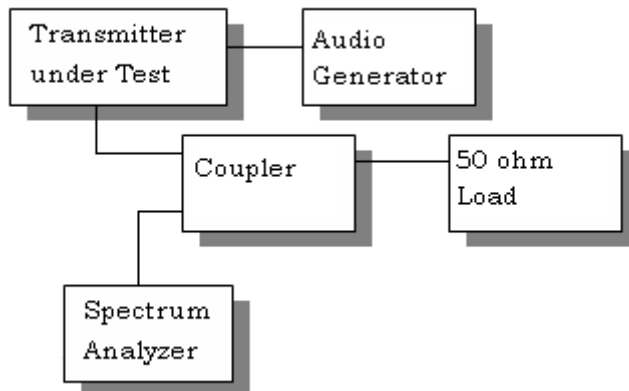 Transmitter
under Test
Audio
Generator
Coupler
50 ohm
Load
Spectrum
Analyzer